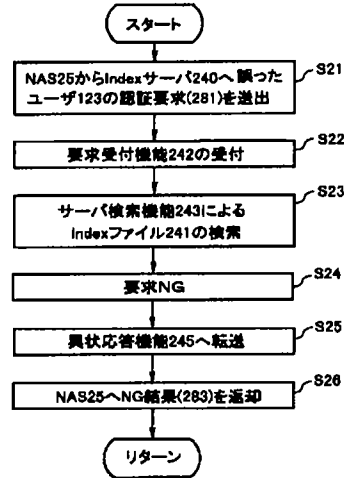 スタート
S21
NAS25からIndexサーバ240へ誤った
ユーザ123の認証要求(281)を送出
S22
要求受付機能242の受付
S23
サーバ検索機能243による
Indexファイル241の検索
S24
要求NG
S25
異状応答機能245へ転送
S26
NAS25へNG結果(283)を返却
リターン